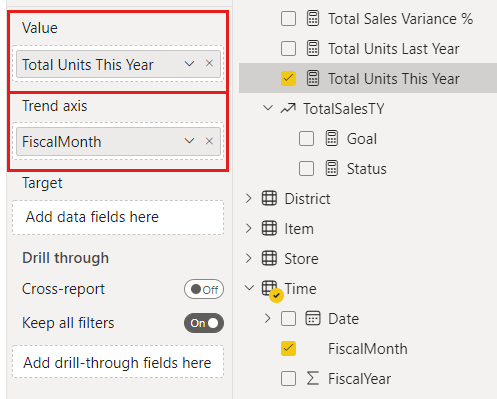 Value
Total Units This Year
Trend axis
FiscalMonth
Target
Add data fields here
Drill through
Cross-report
Off
Keep all filters
On
Add drill-through fields here
Total Sales Variance %
Total Units Last Year
Total Units This Year
TotalSalesTY
Goal
Status
District
Item
Store
Time
Date
FiscalMonth
FiscalYear